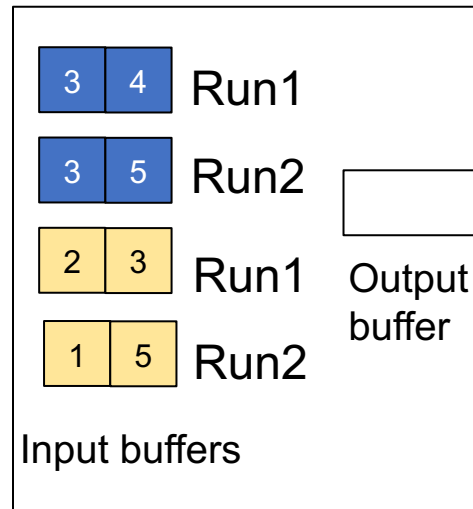 3 4 Run1
3 5 Run2
2 3 Run1
1 5 Run2
Output
buffer
Input buffers